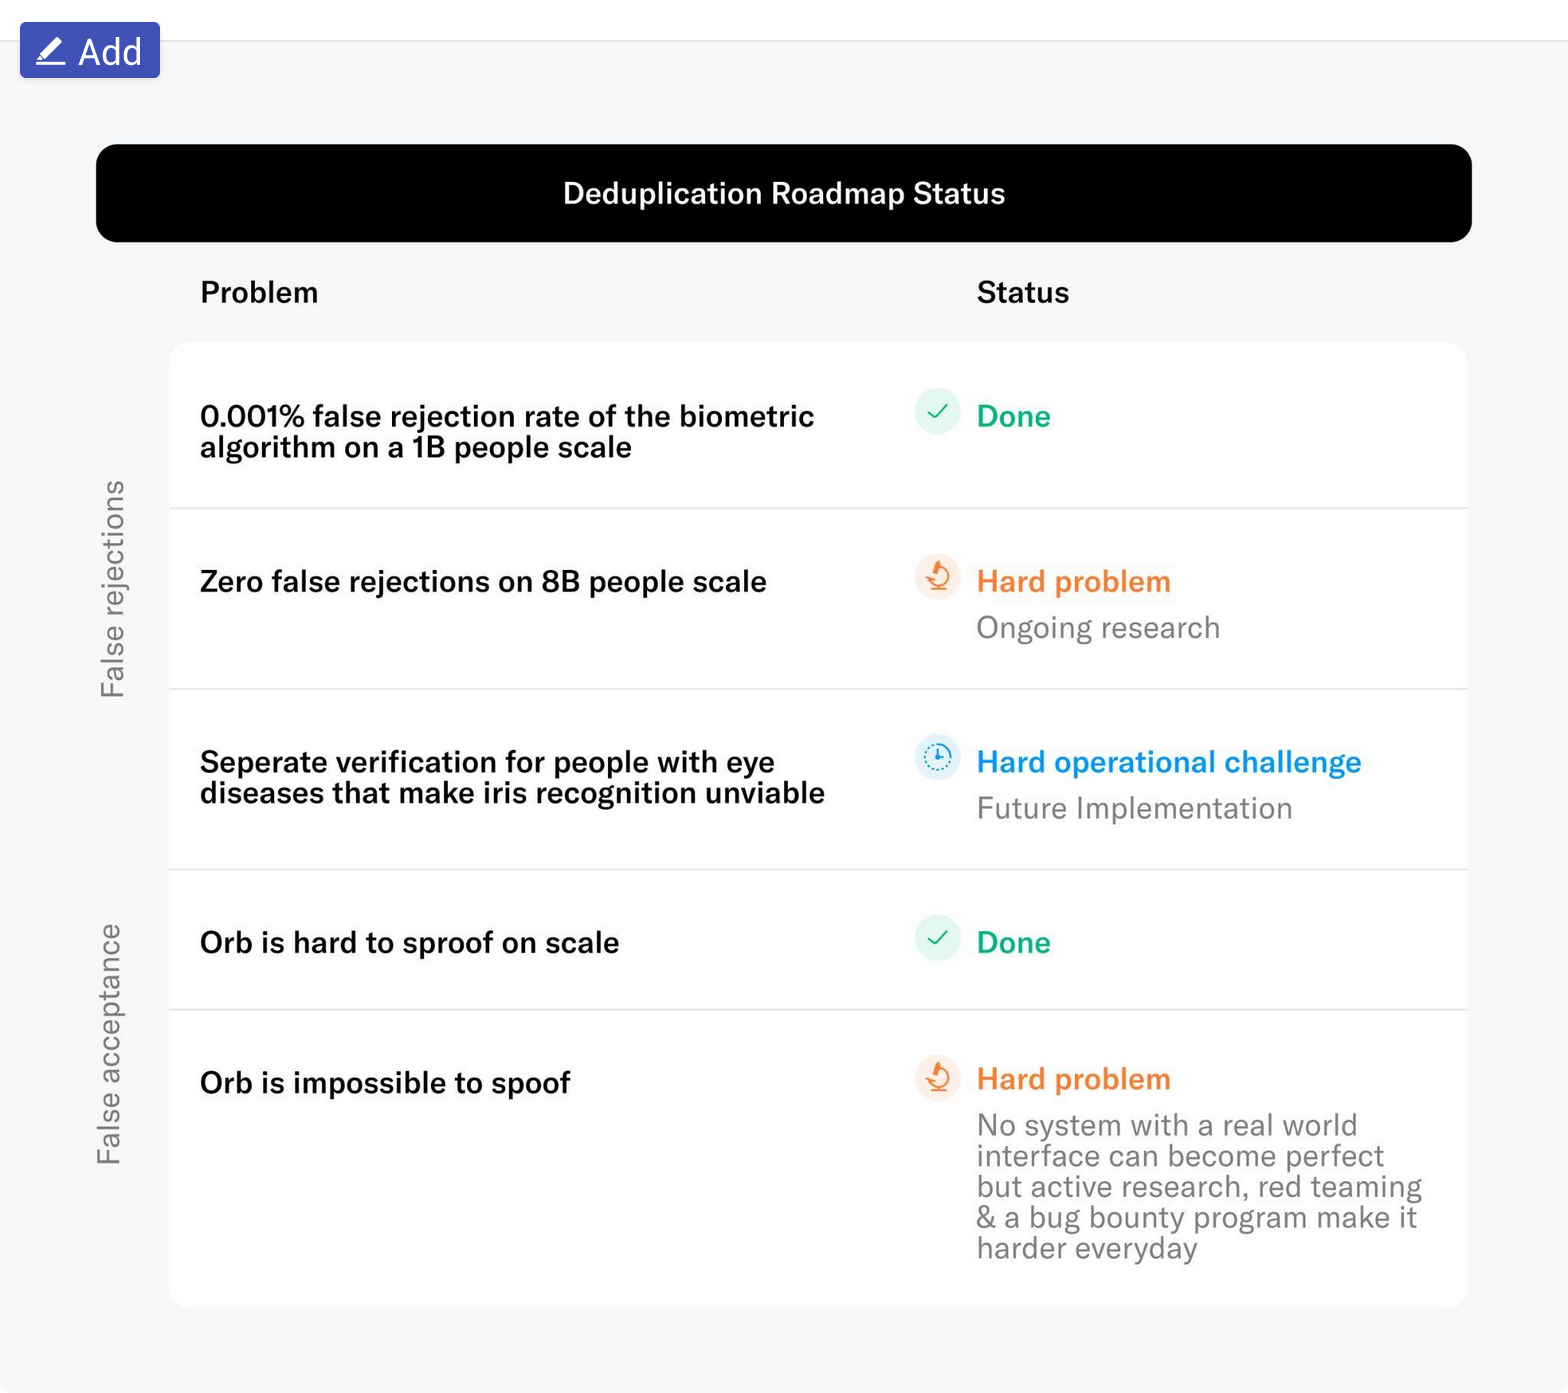 Add
Deduplication Roadmap Status
Problem
Status
False rejections
0.001% false rejection rate of the biometric
algorithm on a 1B people scale
Done
Zero false rejections on 8B people scale
Hard problem
Ongoing research
Seperate verification for people with eye
diseases that make iris recognition unviable
Hard operational challenge
Future Implementation
False acceptance
Orb is hard to sproof on scale
Done
Orb is impossible to spoof
Hard problem
No system with a real world
interface can become perfect
but active research, red teaming
& a bug bounty program make it
harder everyday